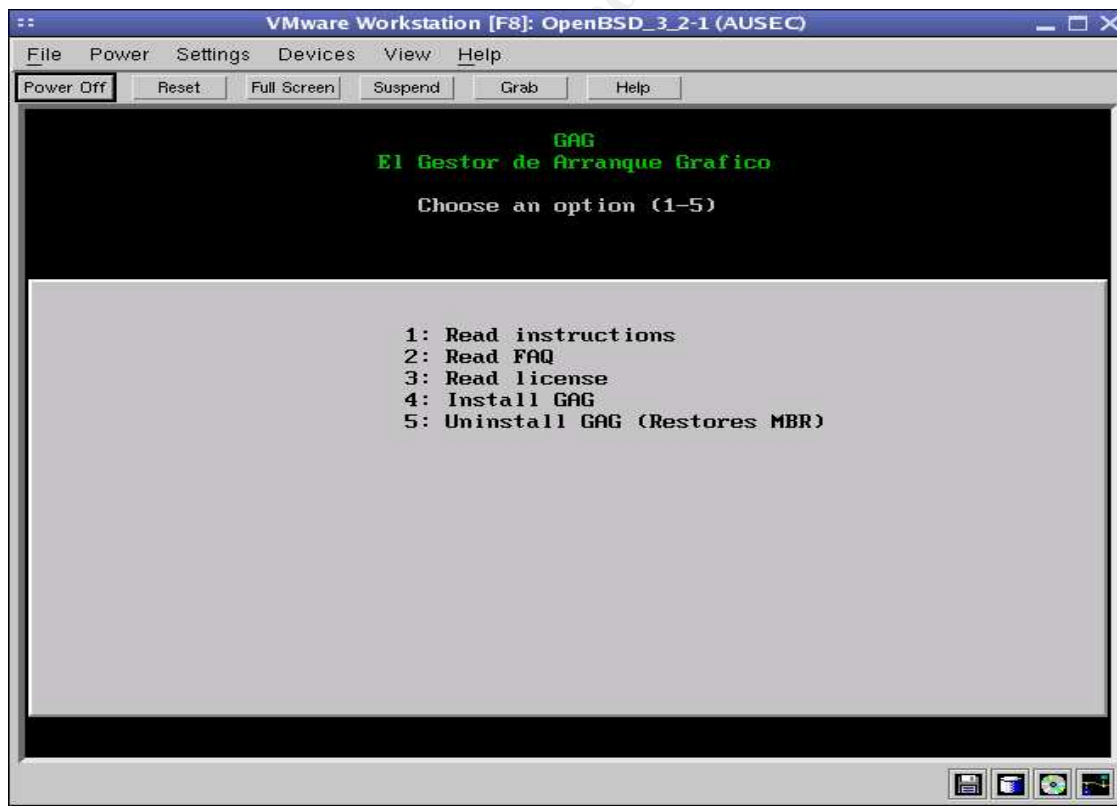 VMware Workstation [F8]: OpenBSD_3_2-1 (AUSEC)
File Power Settings Devices View Help
Power Off Reset Full Screen Suspend Grab Help
GAG
El Gestor de Arranque Grafico
Choose an option (1-5)
1: Read instructions
2: Read FAQ
3: Read license
4: Install GAG
5: Uninstall GAG (Restores MBR)